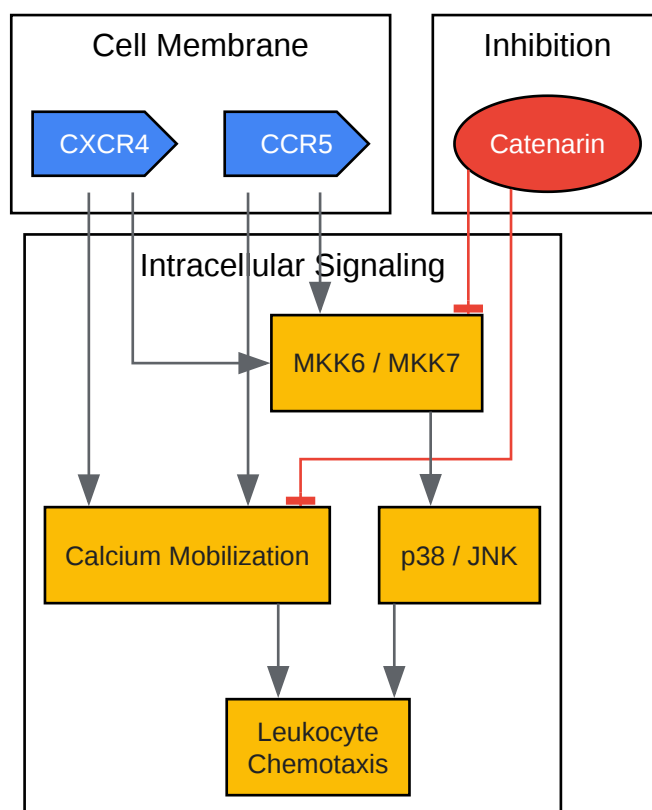 Cell Membrane
Inhibition
CXCR4
CCR5
Catenarin
Intracellular Signaling
MKK6 / MKK7
Calcium Mobilization
p38 / JNK
Leukocyte
Chemotaxis